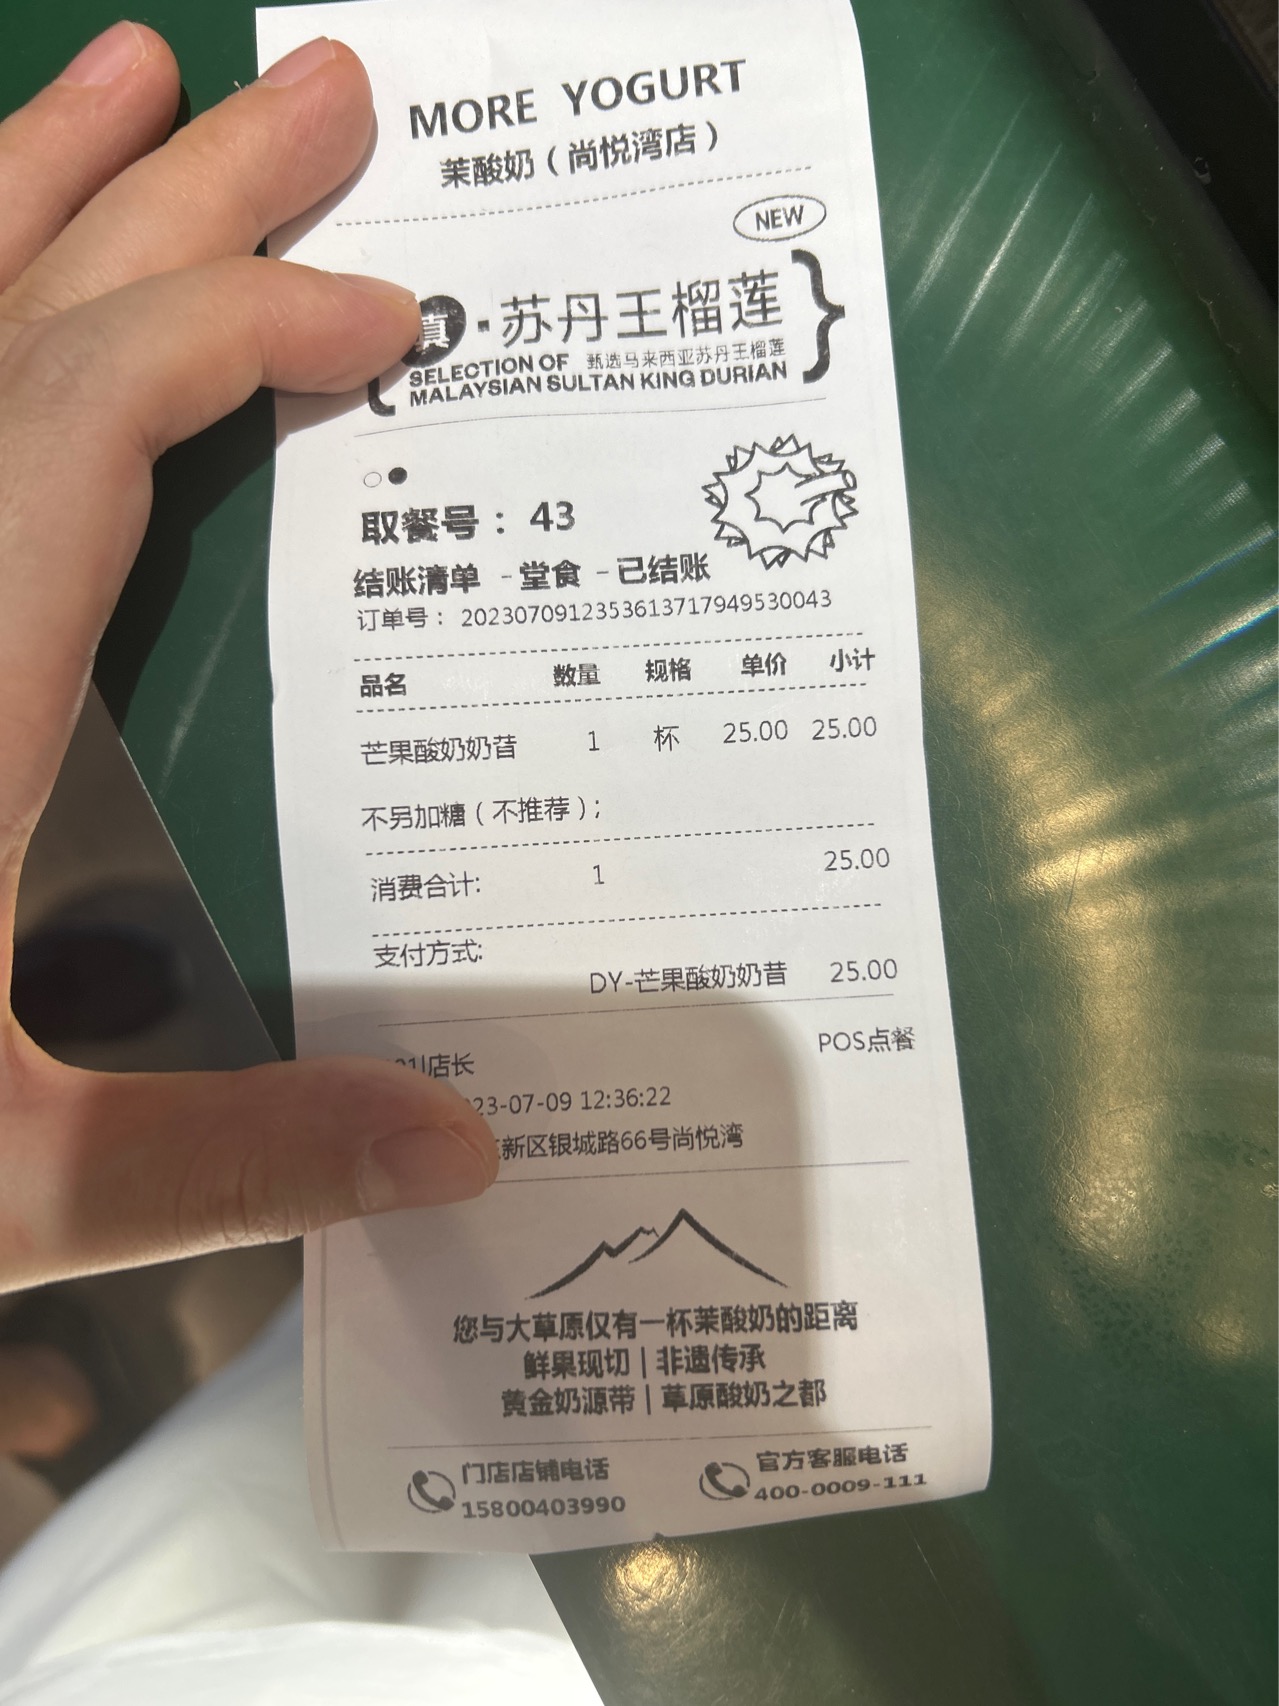 MORE YOGURT
茉酸奶（尚悦湾店）
NEW
真·苏丹王榴莲
SELECTION OF 甄选马来西亚苏丹王榴莲
MALAYSIAN SULTAN KING DURIAN
取餐号： 43
结账清单 -堂食 -已结账
订单号： 20230709123536137179495​30043
品名 数量 规格 单价 小计
芒果酸奶奶昔 1 杯 25.00 25.00
不另加糖（不推荐）;
消费合计: 1 25.00
支付方式:
DY-芒果酸奶奶昔 25.00
POS点餐
01|店长
23-07-09 12:36:22
新区银城路66号尚悦湾
您与大草原仅有一杯茉酸奶的距离
鲜果现切｜非遗传承
黄金奶源带｜草原酸奶之都
门店店铺电话
15800403990
官方客服电话
400-0009-111